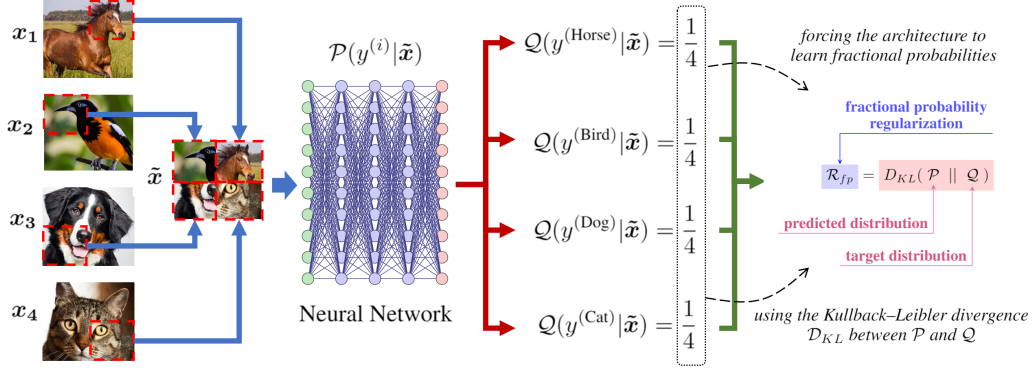 x₁
x₂
x₃
x₄
x̃
𝒫(y⁽ⁱ⁾|x̃)
Neural Network
𝒬(y^(Horse)|x̃) = 1/4
𝒬(y^(Bird)|x̃) = 1/4
𝒬(y^(Dog)|x̃) = 1/4
𝒬(y^(Cat)|x̃) = 1/4
forcing the architecture to
learn fractional probabilities
fractional probability
regularization
ℛ_fp = D_KL( 𝒫 || 𝒬 )
predicted distribution
target distribution
using the Kullback–Leibler divergence
𝒟_KL between 𝒫 and 𝒬